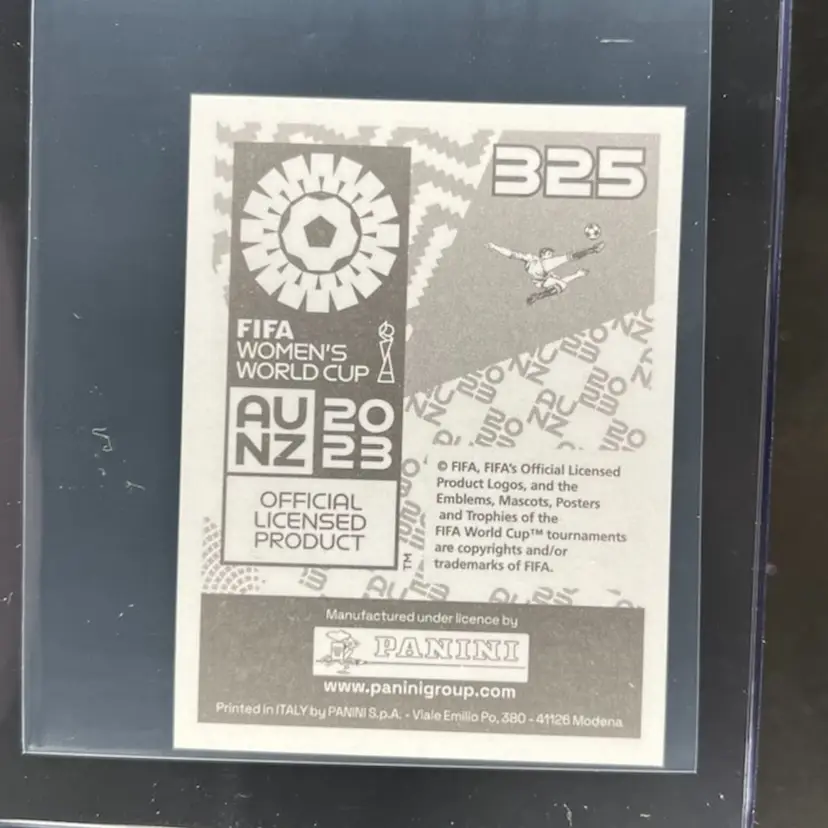 325
FIFA
WOMEN'S
WORLD CUP
AU
NZ
20
23
OFFICIAL
LICENSED
PRODUCT
TM
© FIFA, FIFA's Official Licensed
Product Logos, and the
Emblems, Mascots, Posters
and Trophies of the
FIFA World Cup™ tournaments
are copyrights and/or
trademarks of FIFA.
Manufactured under licence by
PANINI
www.paninigroup.com
Printed in ITALY by PANINI S.p.A. - Viale Emilio Po, 380 - 41126 Modena